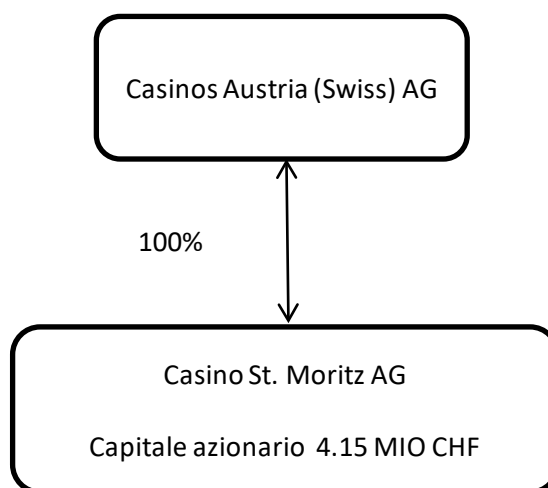 Casinos Austria (Swiss) AG
100%
Casino St. Moritz AG
Capitale azionario 4.15 MIO CHF